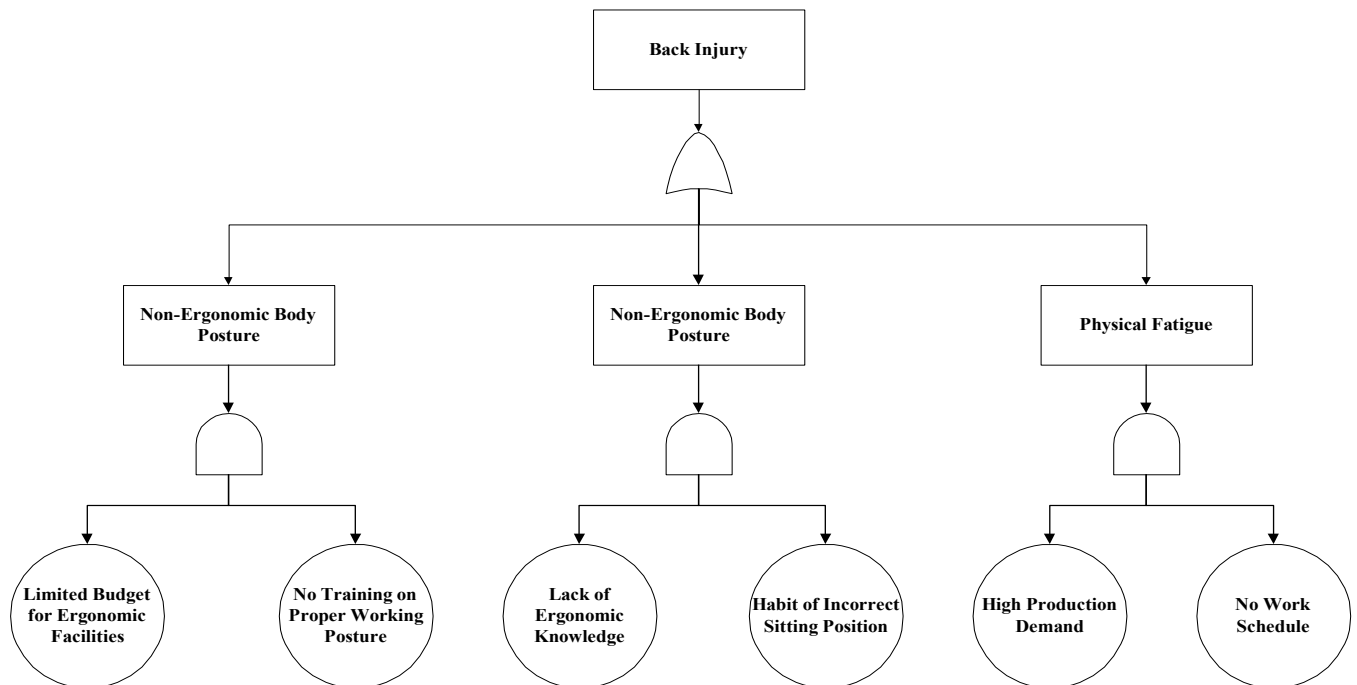 Back Injury
Non-Ergonomic Body
Posture
Non-Ergonomic Body
Posture
Physical Fatigue
Limited Budget
for Ergonomic
Facilities
No Training on
Proper Working
Posture
Lack of
Ergonomic
Knowledge
Habit of Incorrect
Sitting Position
High Production
Demand
No Work
Schedule